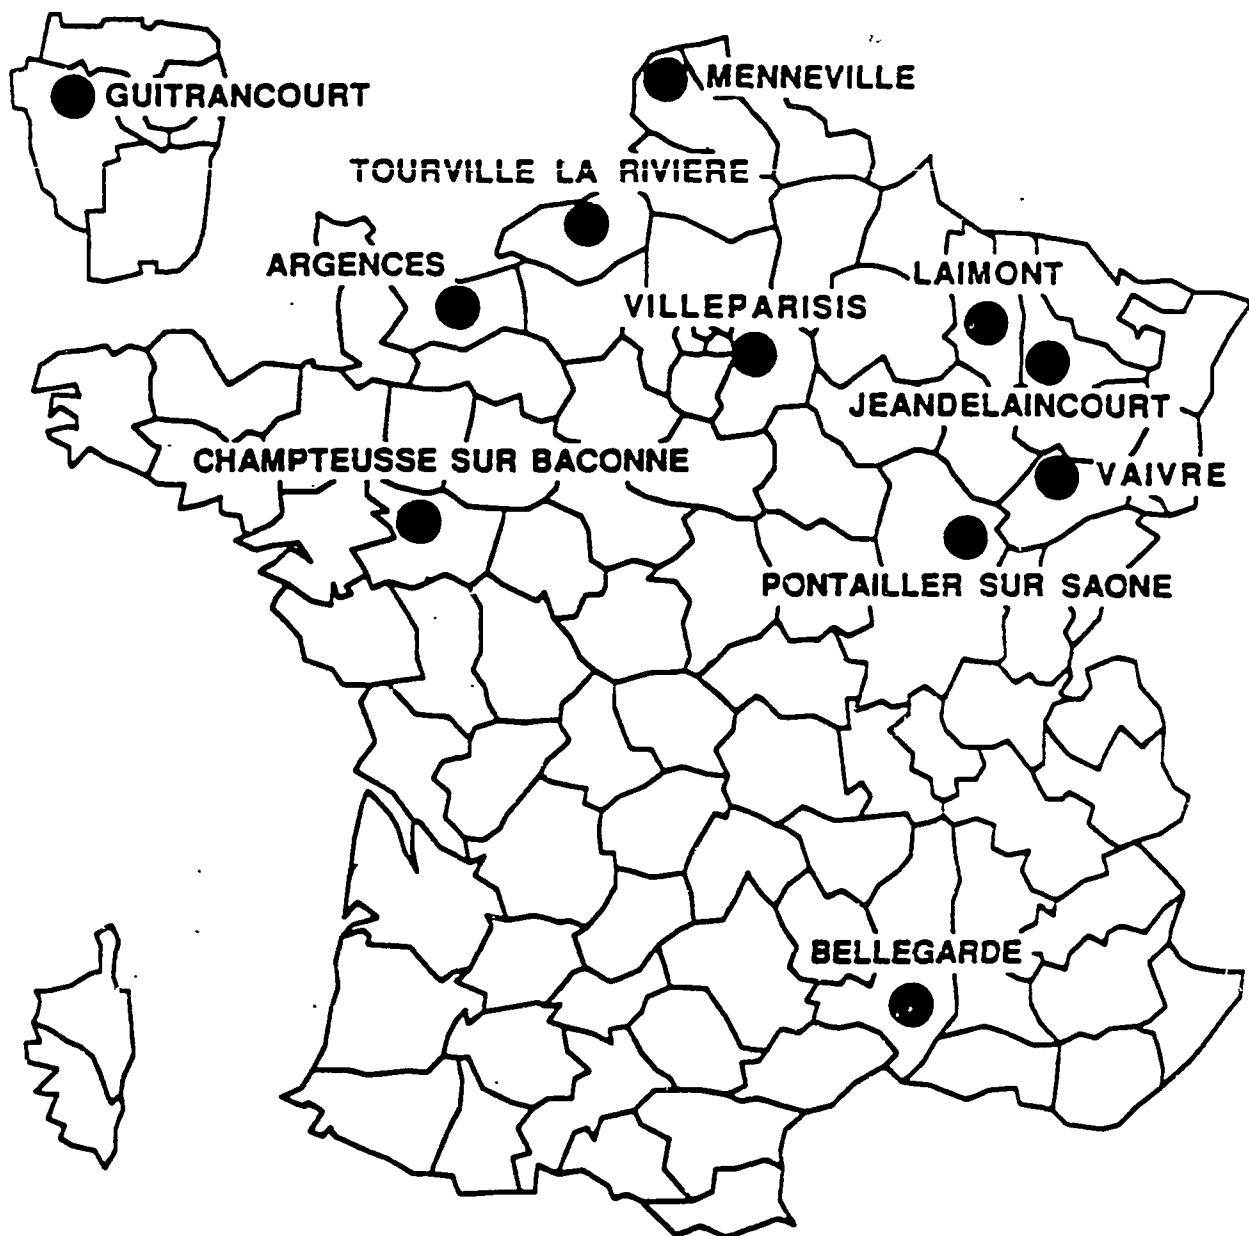 MENNEVILLE
GUITRANCOURT
TOURVILLE LA RIVIERE
ARGENCES
LAIMONT
VILLEPARISIS
JEANDELAINCOURT
CHAMPTEUSSE SUR BACONNE
VAIVRE
PONTAILLER SUR SAONE
BELLEGARDE